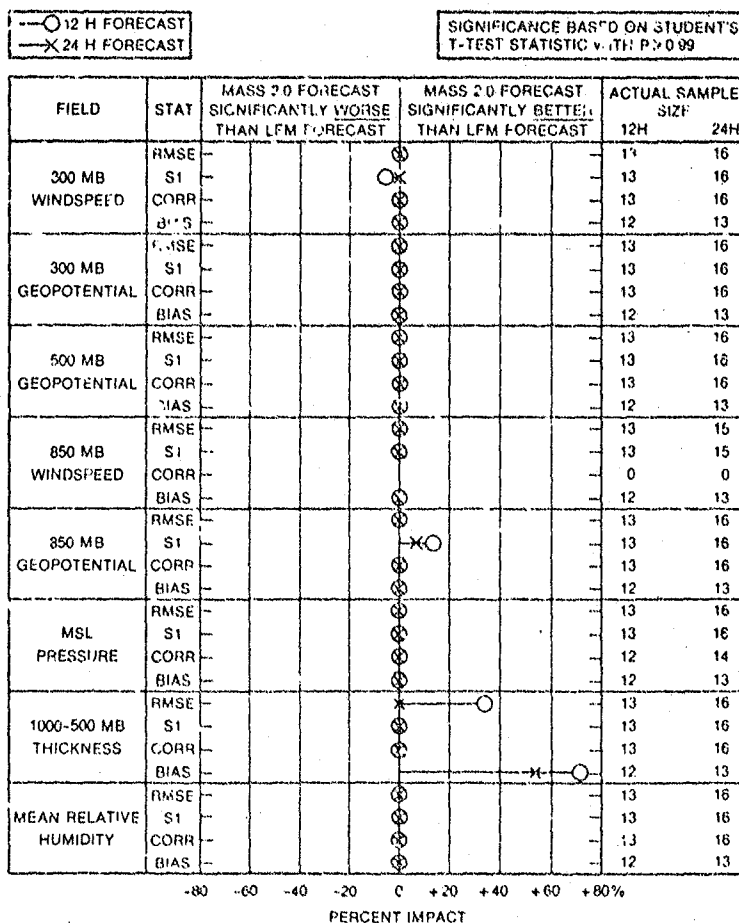 12 H FORECAST
24 H FORECAST
SIGNIFICANCE BASED ON STUDENT'S
T-TEST STATISTIC WITH P>0.99
FIELD STAT MASS 2.0 FORECAST SIGNIFICANTLY WORSE THAN LFM FORECAST MASS 2.0 FORECAST SIGNIFICANTLY BETTER THAN LFM FORECAST ACTUAL SAMPLE SIZE
12H 24H
300 MB WINDSPEED
RMSE 13 16
S1 13 16
CORR 13 16
BIAS 12 13
300 MB GEOPOTENTIAL
RMSE 13 16
S1 13 16
CORR 13 16
BIAS 12 13
500 MB GEOPOTENTIAL
RMSE 13 16
S1 13 16
CORR 13 16
BIAS 12 13
850 MB WINDSPEED
RMSE 13 15
S1 13 15
CORR 0 0
BIAS 12 13
850 MB GEOPOTENTIAL
RMSE 13 16
S1 13 16
CORR 13 16
BIAS 12 13
MSL PRESSURE
RMSE 13 16
S1 13 16
CORR 12 14
BIAS 12 13
1000-500 MB THICKNESS
RMSE 13 16
S1 13 16
CORR 13 16
BIAS 12 13
MEAN RELATIVE HUMIDITY
RMSE 13 16
S1 13 16
CORR 13 16
BIAS 12 13
-80 -60 -40 -20 0 +20 +40 +60 +80%
PERCENT IMPACT